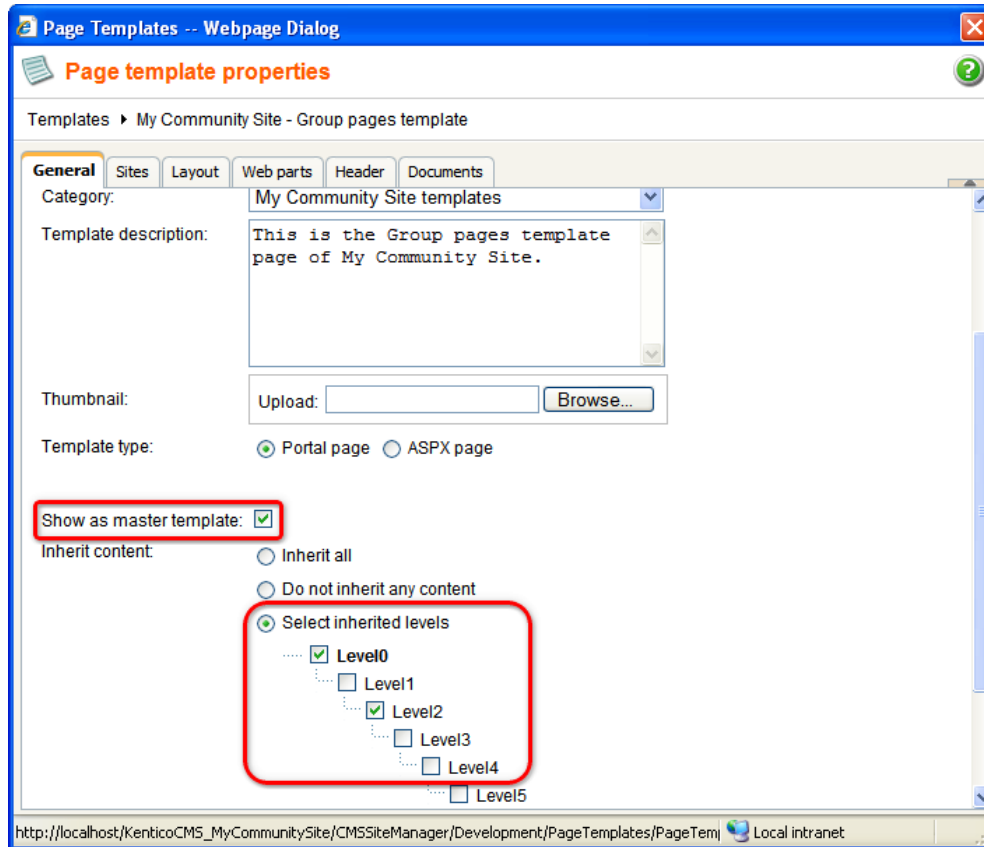 Page Templates -- Webpage Dialog
Page template properties
Templates ▸ My Community Site - Group pages template
General Sites Layout Web parts Header Documents
Category: My Community Site templates
Template description: This is the Group pages template
page of My Community Site.
Thumbnail: Upload: Browse...
Template type: Portal page ASPX page
Show as master template:
Inherit content: Inherit all
Do not inherit any content
Select inherited levels
Level0
Level1
Level2
Level3
Level4
Level5
http://localhost/KenticoCMS_MyCommunitySite/CMSSiteManager/Development/PageTemplates/PageTem Local intranet